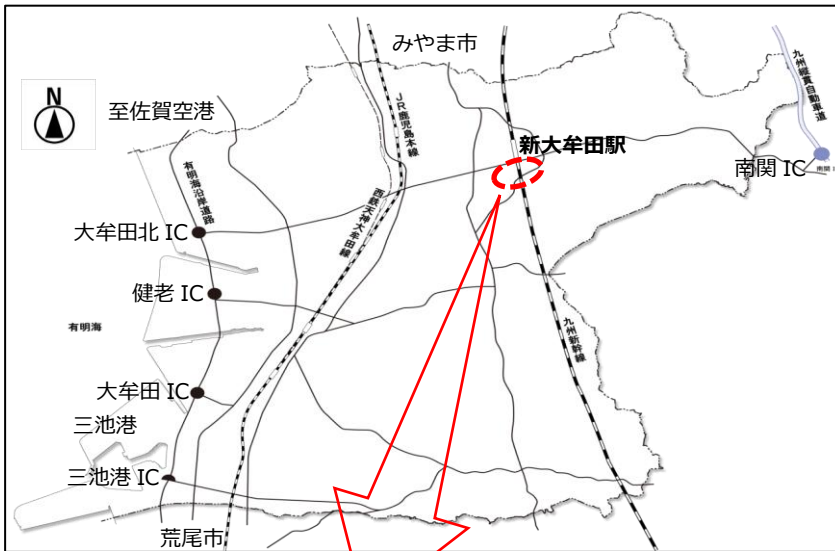 みやま市
N
至佐賀空港
JR鹿児島本線
九州縦貫自動車道
新大牟田駅
南関 IC
南関 I
有明海沿岸道路
西鉄天神大牟田線
大牟田北 IC
健老 IC
有明海
九州新幹線
大牟田 IC
三池港
三池港 IC
荒尾市